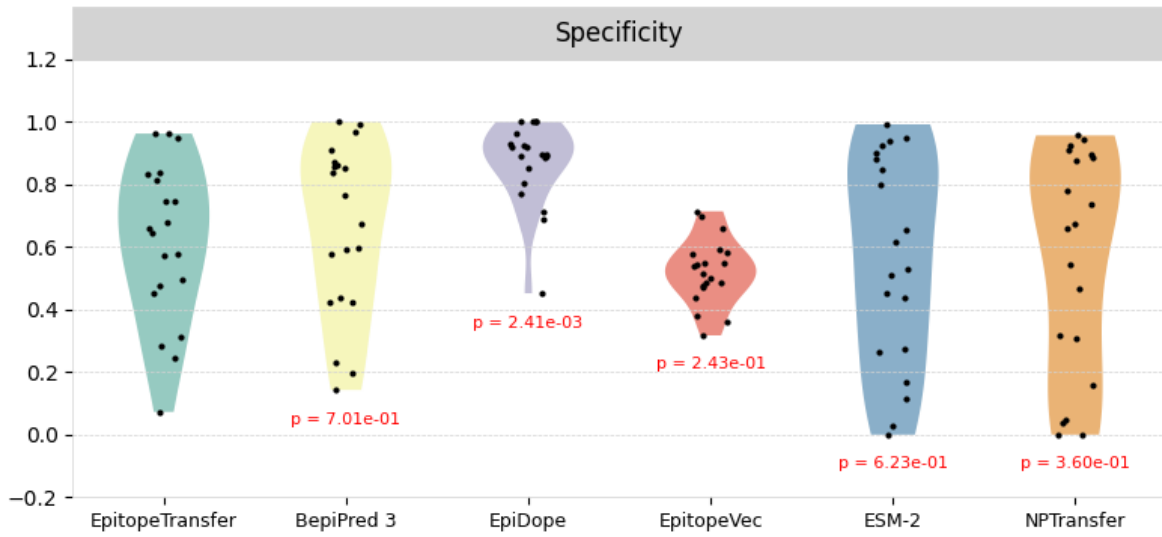 Specificity
1.2
1.0
0.8
0.6
0.4
0.2
0.0
−0.2
p = 7.01e-01
p = 2.41e-03
p = 2.43e-01
p = 6.23e-01
p = 3.60e-01
EpitopeTransfer
BepiPred 3
EpiDope
EpitopeVec
ESM-2
NPTransfer